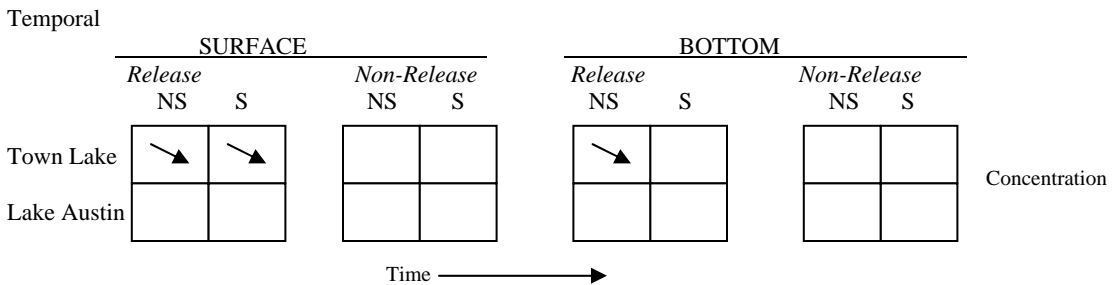 Temporal
SURFACE BOTTOM
Release Non-Release Release Non-Release
NS S NS S NS S NS S
Town Lake
Concentration
Lake Austin
Time